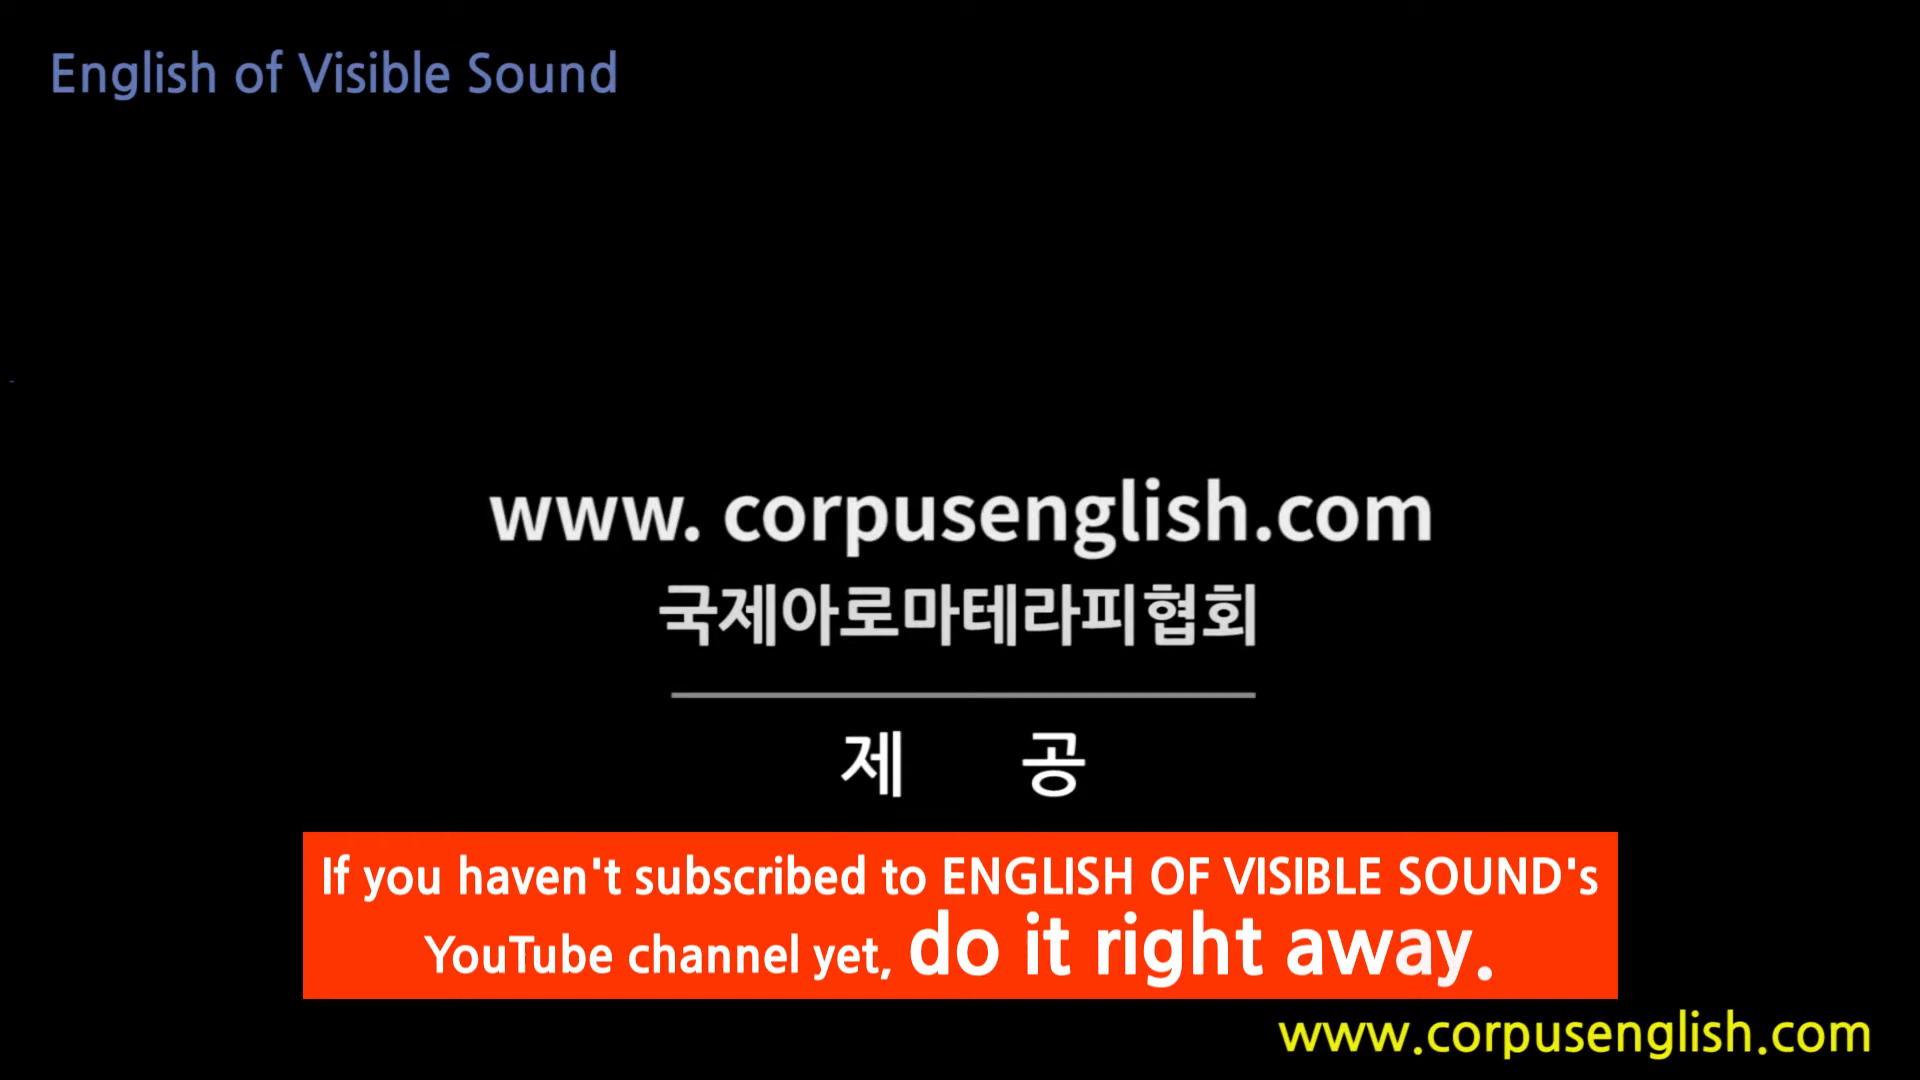 English of Visible Sound
www. corpusenglish.com
국제아로마테라피협회
제 공
If you haven't subscribed to ENGLISH OF VISIBLE SOUND's
YouTube channel yet, do it right away.
www.corpusenglish.com